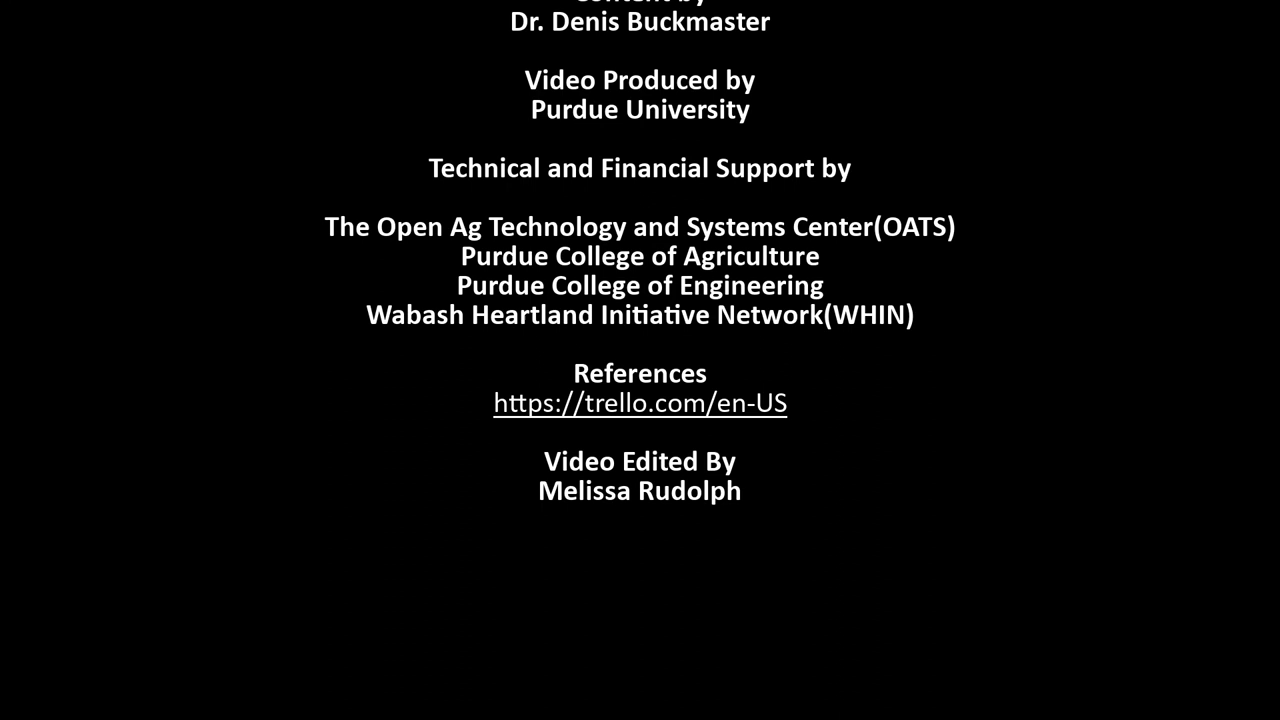 Content by
Dr. Denis Buckmaster
Video Produced by
Purdue University
Technical and Financial Support by
The Open Ag Technology and Systems Center(OATS)
Purdue College of Agriculture
Purdue College of Engineering
Wabash Heartland Initiative Network(WHIN)
References
https://trello.com/en-US
Video Edited By
Melissa Rudolph